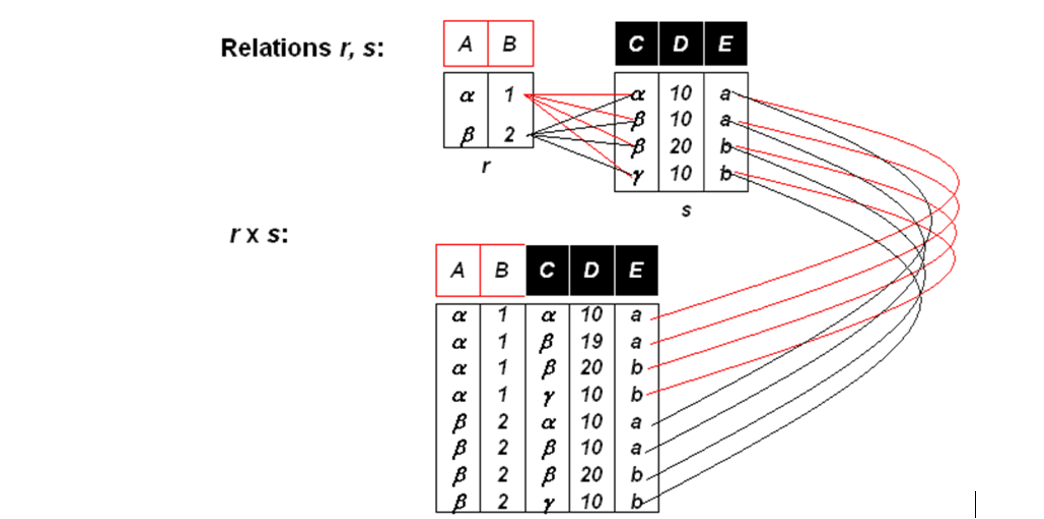 Relations r, s:
A B
α 1
β 2
r
C D E
α 10 a
β 10 a
β 20 b
γ 10 b
s
r x s:
A B C D E
α 1 α 10 a
α 1 β 19 a
α 1 β 20 b
α 1 γ 10 b
β 2 α 10 a
β 2 β 10 a
β 2 β 20 b
β 2 γ 10 b